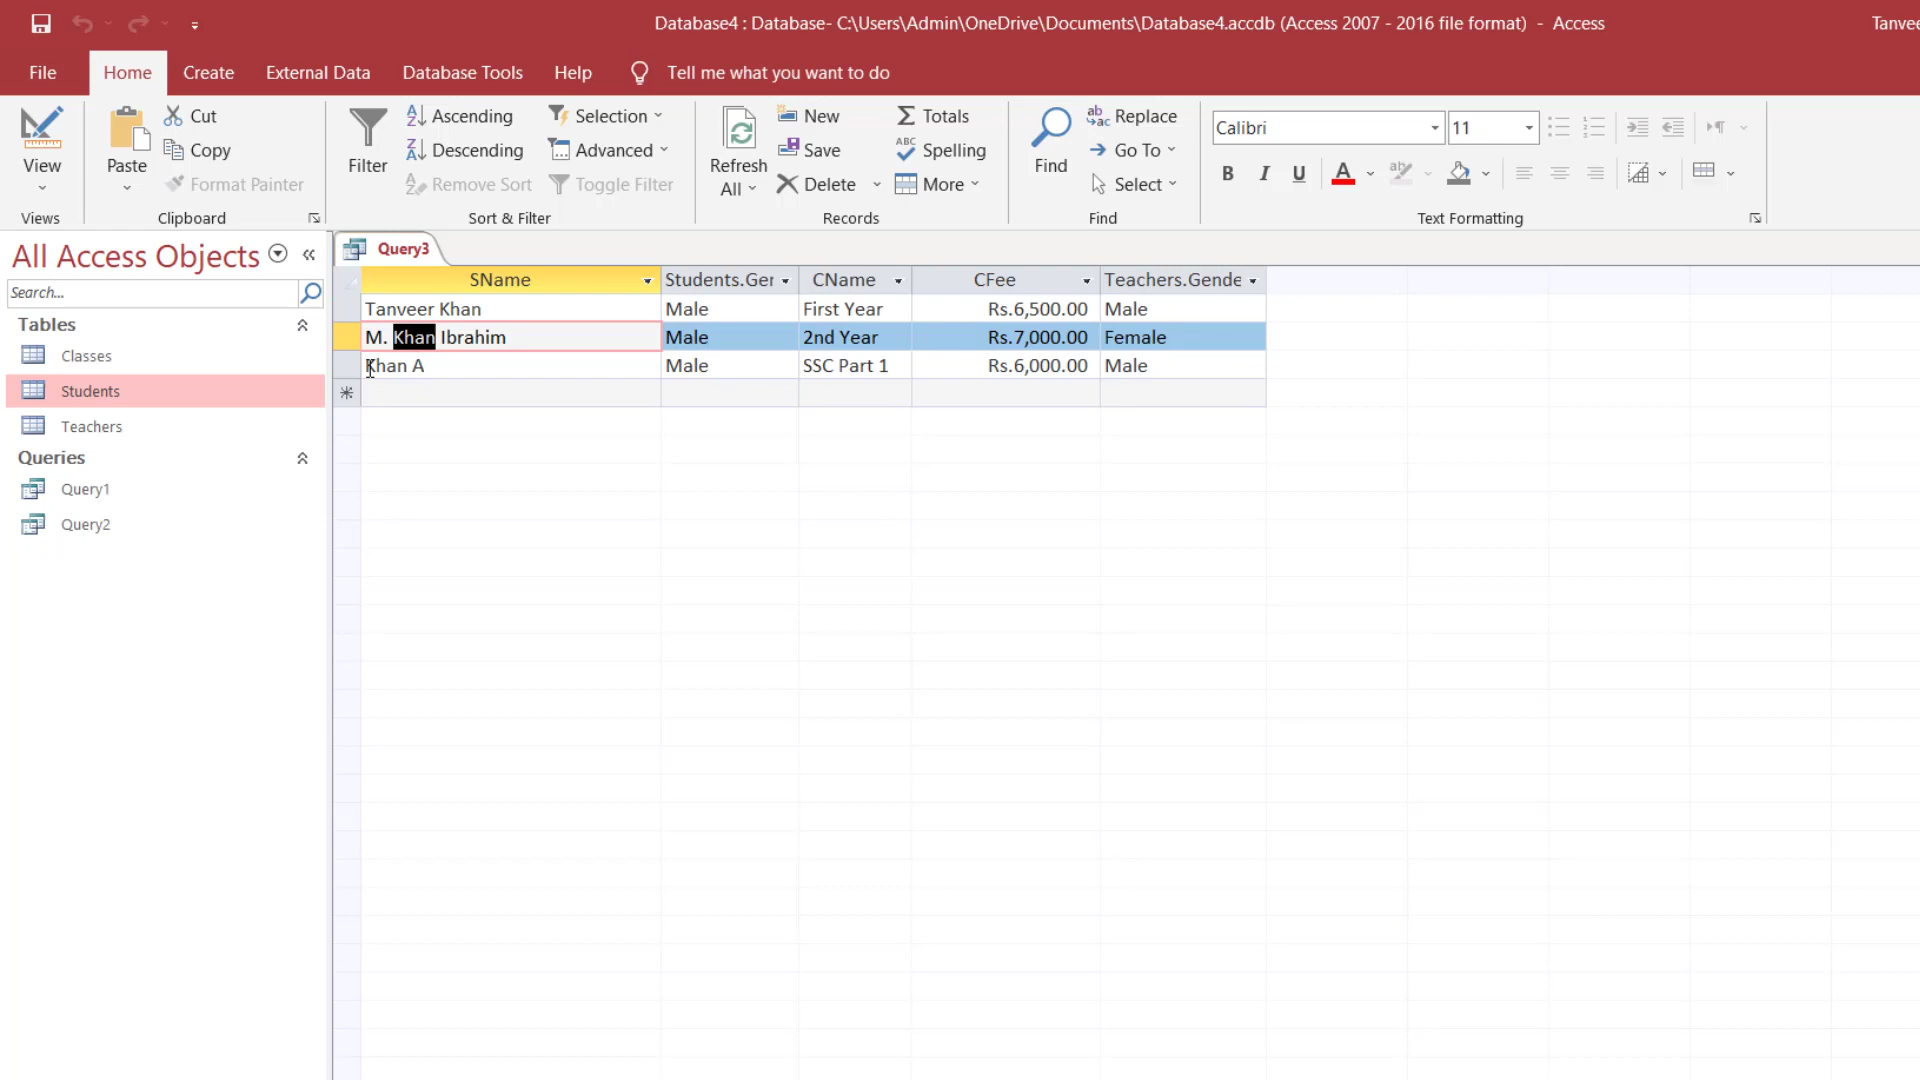 Database4 : Database- C:\Users\Admin\OneDrive\Documents\Database4.accdb (Access 2007 - 2016 file format) - Access
File Home Create External Data Database Tools Help Tell me what you want to do
View
Views
Paste
Cut
Copy
Format Painter
Clipboard
Filter
Ascending
Descending
Remove Sort
Selection
Advanced
Toggle Filter
Sort & Filter
Refresh
All
New
Save
Delete
Totals
Spelling
More
Records
Find
Replace
Go To
Select
Find
Calibri 11
B I U A
Text Formatting
All Access Objects
Search...
Tables
Classes
Students
Teachers
Queries
Query1
Query2
Query3
SName Students.Ger CName CFee Teachers.Gende
Tanveer Khan Male First Year Rs.6,500.00 Male
M. Khan Ibrahim Male 2nd Year Rs.7,000.00 Female
Khan A Male SSC Part 1 Rs.6,000.00 Male